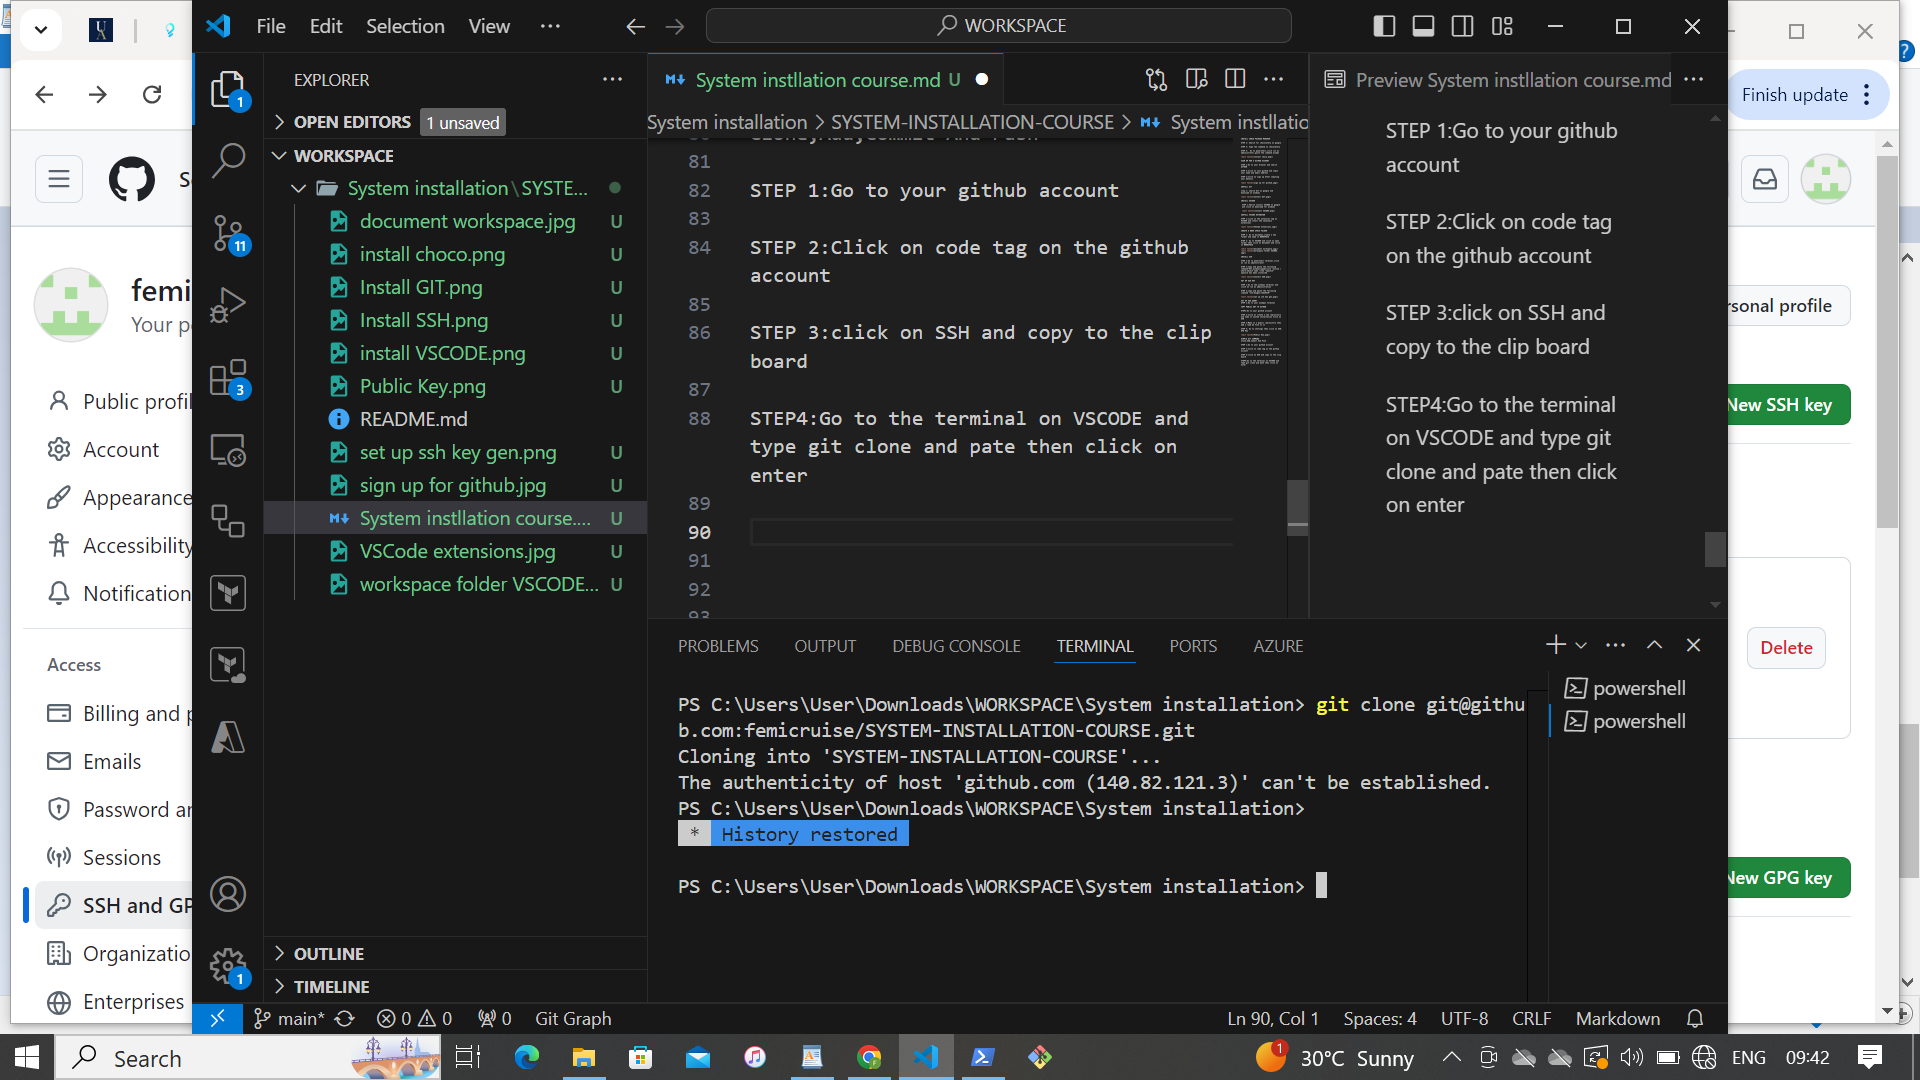 File Edit Selection View ···
WORKSPACE
EXPLORER
OPEN EDITORS 1 unsaved
WORKSPACE
System installation\SYSTE...
document workspace.jpg U
install choco.png U
Install GIT.png U
Install SSH.png U
install VSCODE.png U
Public Key.png U
README.md
set up ssh key gen.png U
sign up for github.jpg U
System instllation course.... U
VSCode extensions.jpg U
workspace folder VSCODE... U
OUTLINE
TIMELINE
1
11
3
1
System instllation course.md U
System installation > SYSTEM-INSTALLATION-COURSE > System instllatio
81
82 STEP 1:Go to your github account
83
84 STEP 2:Click on code tag on the github
account
85
86 STEP 3:click on SSH and copy to the clip
board
87
88 STEP4:Go to the terminal on VSCODE and
type git clone and pate then click on
enter
89
90
91
92
93
Preview System instllation course.md
STEP 1:Go to your github
account
STEP 2:Click on code tag
on the github account
STEP 3:click on SSH and
copy to the clip board
STEP4:Go to the terminal
on VSCODE and type git
clone and pate then click
on enter
PROBLEMS OUTPUT DEBUG CONSOLE TERMINAL PORTS AZURE
PS C:\Users\User\Downloads\WORKSPACE\System installation> git clone git@githu
b.com:femicruise/SYSTEM-INSTALLATION-COURSE.git
Cloning into 'SYSTEM-INSTALLATION-COURSE'...
The authenticity of host 'github.com (140.82.121.3)' can't be established.
PS C:\Users\User\Downloads\WORKSPACE\System installation>
* History restored
PS C:\Users\User\Downloads\WORKSPACE\System installation>
powershell
powershell
main* 0 0 0 Git Graph
Ln 90, Col 1 Spaces: 4 UTF-8 CRLF Markdown
femi
Your p
Public profil
Account
Appearance
Accessibility
Notification
Access
Billing and p
Emails
Password an
Sessions
SSH and GP
Organizatio
Enterprises
Finish update
rsonal profile
New SSH key
Delete
New GPG key
Search
1
30°C Sunny
ENG 09:42